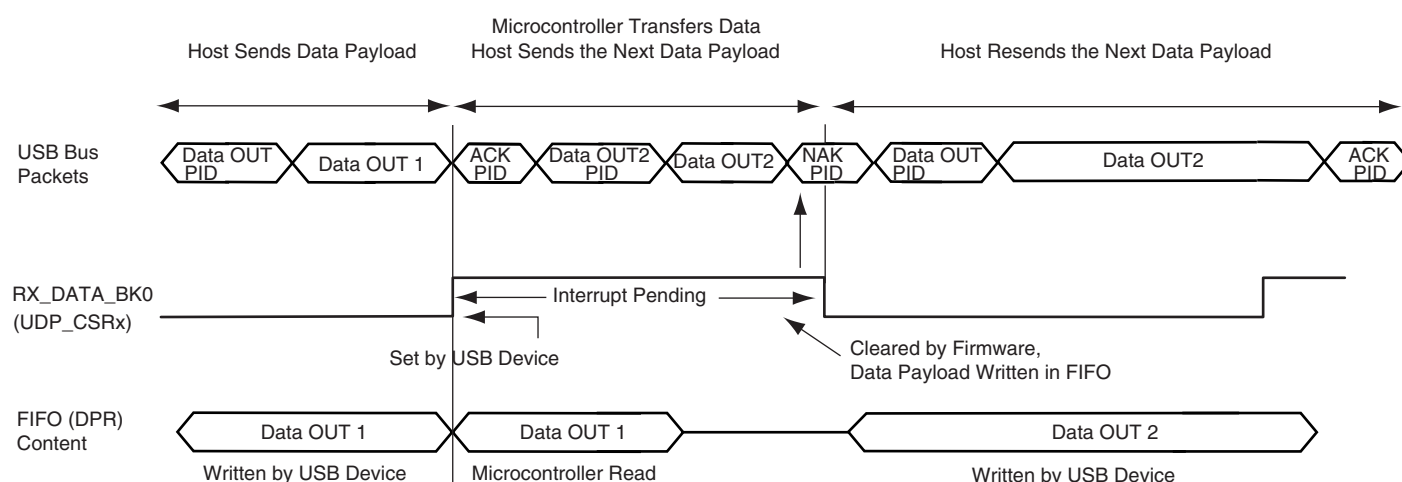 Microcontroller Transfers Data
Host Sends Data Payload
Host Sends the Next Data Payload
Host Resends the Next Data Payload
USB Bus
Packets
Data OUT
PID
Data OUT 1
ACK
PID
Data OUT2
PID
Data OUT2
NAK
PID
Data OUT
PID
Data OUT2
ACK
PID
RX_DATA_BK0
(UDP_CSRx)
Interrupt Pending
Set by USB Device
Cleared by Firmware,
Data Payload Written in FIFO
FIFO (DPR)
Content
Data OUT 1
Data OUT 1
Data OUT 2
Written by USB Device
Microcontroller Read
Written by USB Device